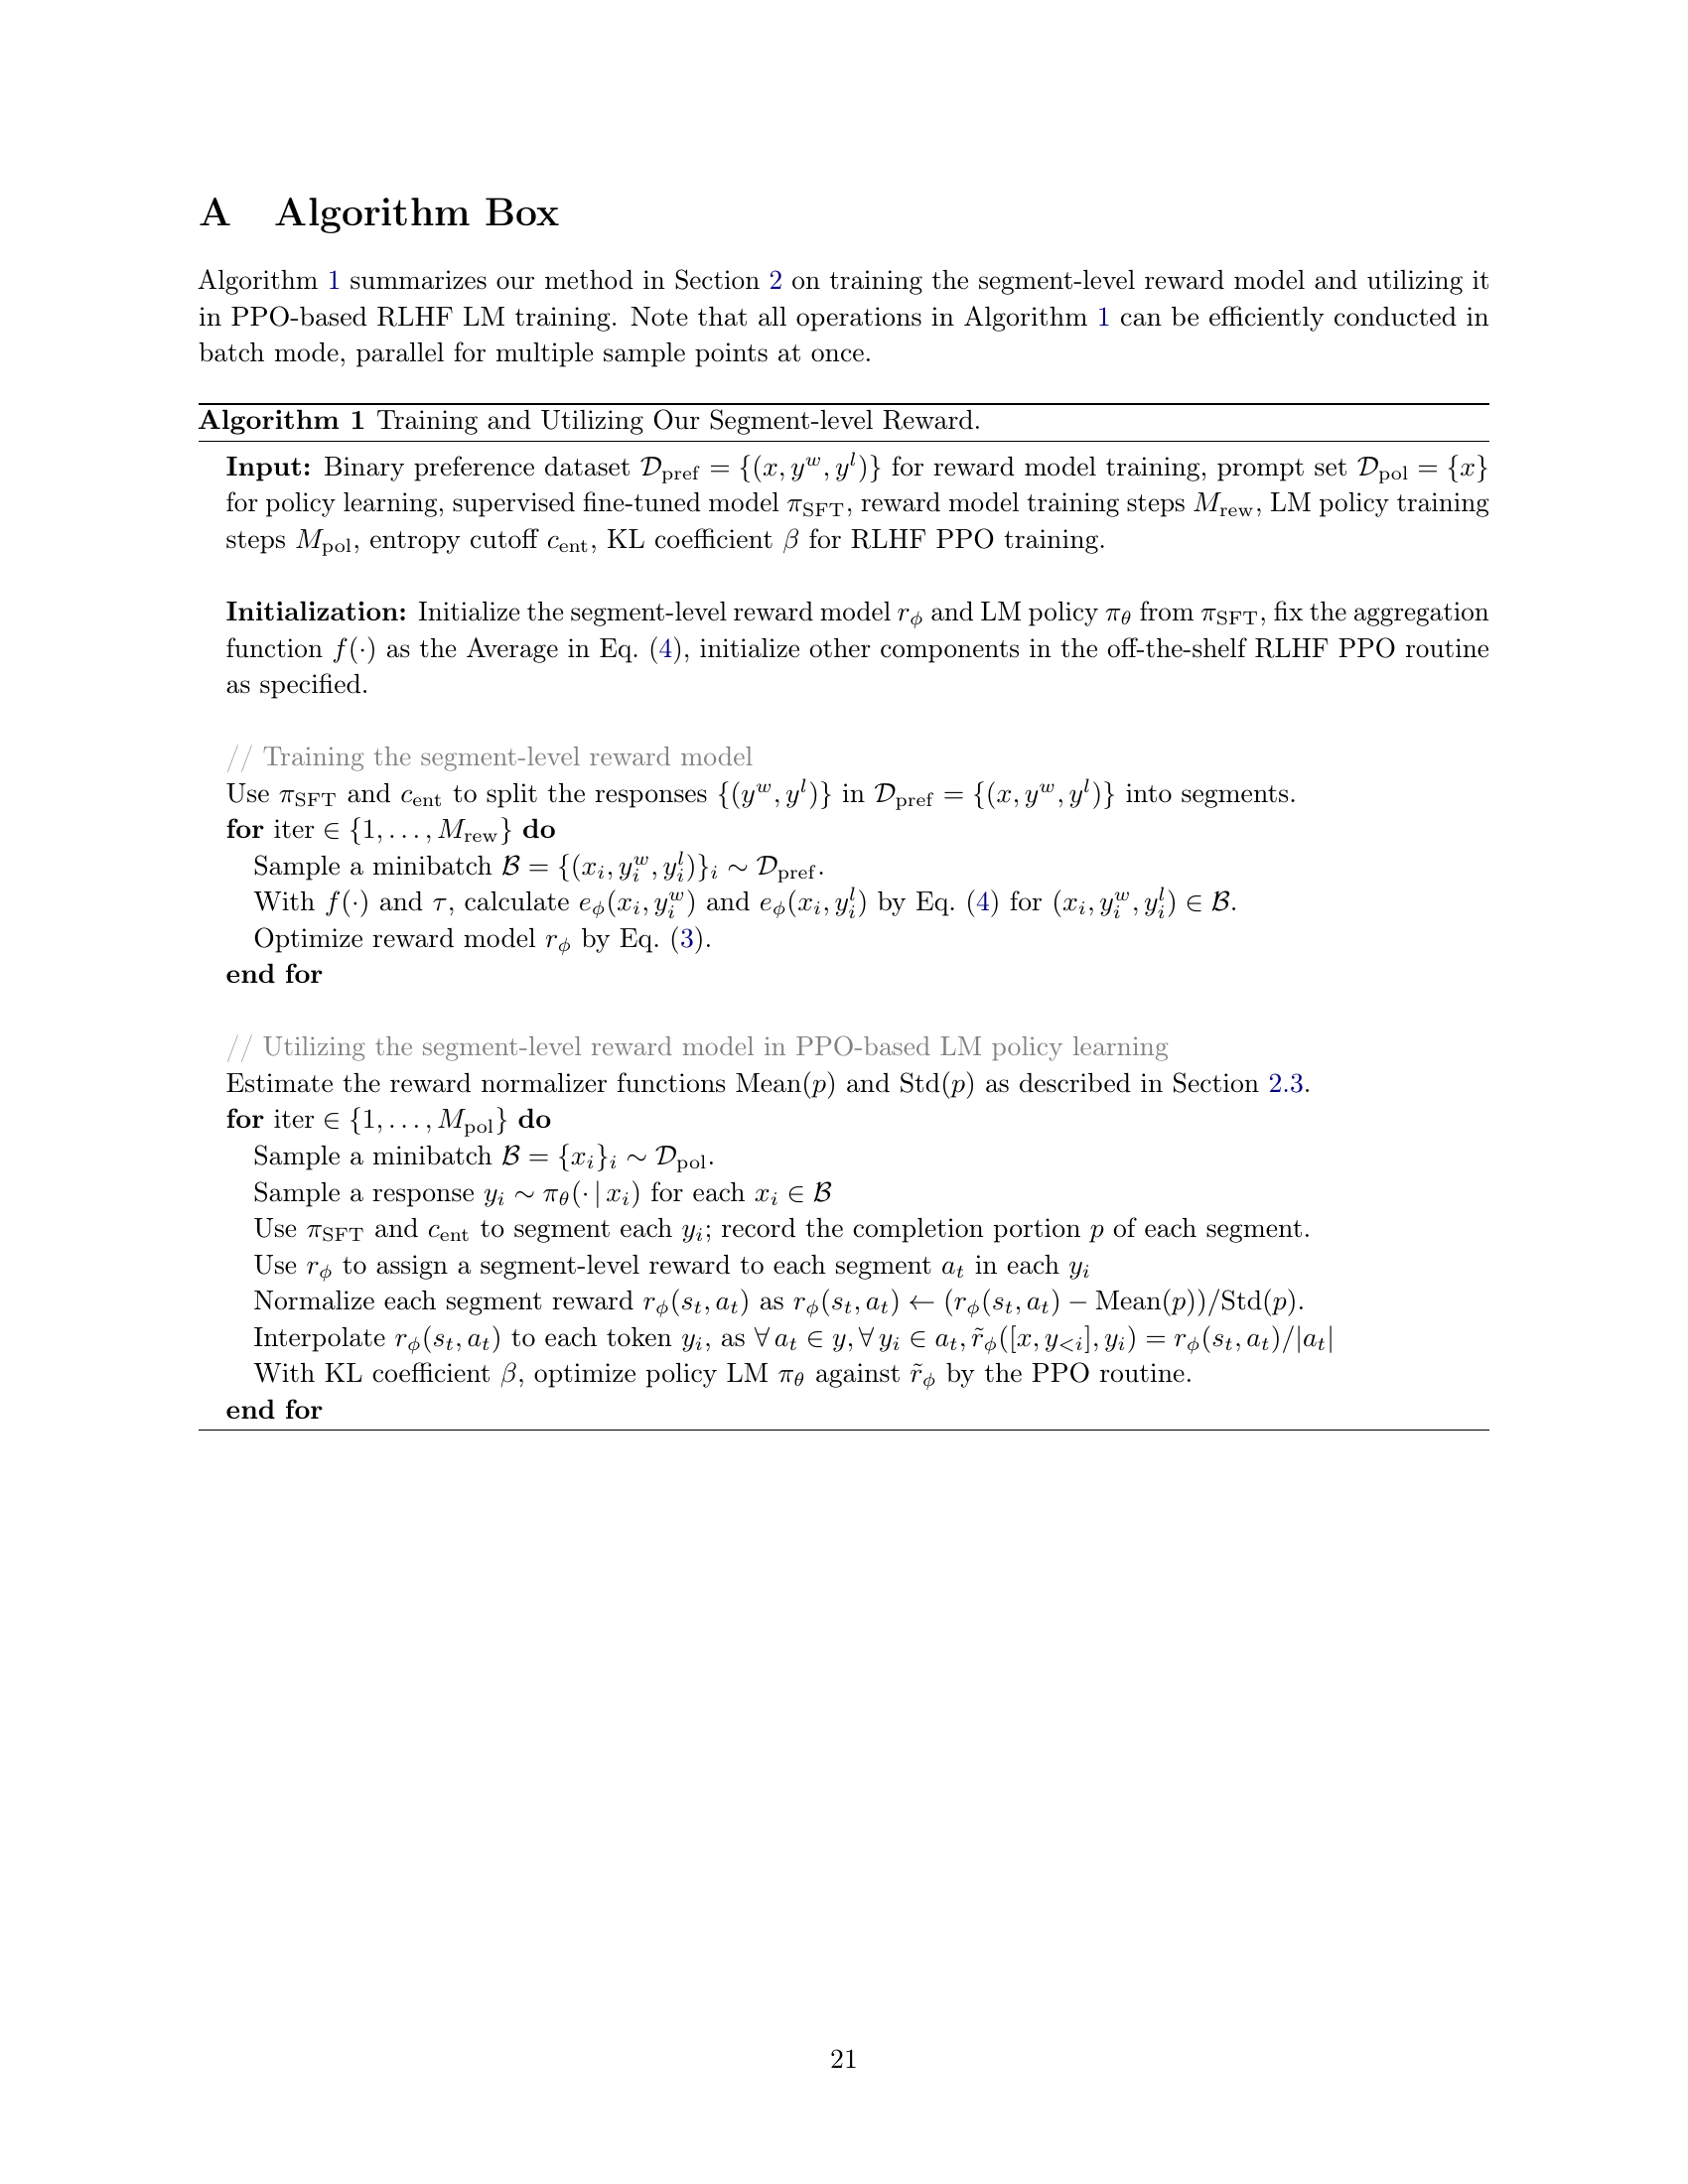 A Algorithm Box
Algorithm 1 summarizes our method in Section 2 on training the segment-level reward model and utilizing it
in PPO-based RLHF LM training. Note that all operations in Algorithm 1 can be efficiently conducted in
batch mode, parallel for multiple sample points at once.
Algorithm 1 Training and Utilizing Our Segment-level Reward.
Input: Binary preference dataset $\mathcal{D}_{\text{pref}} = \{(x, y^w, y^l)\}$ for reward model training, prompt set $\mathcal{D}_{\text{pol}} = \{x\}$
for policy learning, supervised fine-tuned model $\pi_{\text{SFT}}$, reward model training steps $M_{\text{rew}}$, LM policy training
steps $M_{\text{pol}}$, entropy cutoff $c_{\text{ent}}$, KL coefficient $\beta$ for RLHF PPO training.
Initialization: Initialize the segment-level reward model $r_\phi$ and LM policy $\pi_\theta$ from $\pi_{\text{SFT}}$, fix the aggregation
function $f(\cdot)$ as the Average in Eq. (4), initialize other components in the off-the-shelf RLHF PPO routine
as specified.
// Training the segment-level reward model
Use $\pi_{\text{SFT}}$ and $c_{\text{ent}}$ to split the responses $\{(y^w, y^l)\}$ in $\mathcal{D}_{\text{pref}} = \{(x, y^w, y^l)\}$ into segments.
for iter $\in \{1, \ldots, M_{\text{rew}}\}$ do
Sample a minibatch $\mathcal{B} = \{(x_i, y_i^w, y_i^l)\}_i \sim \mathcal{D}_{\text{pref}}$.
With $f(\cdot)$ and $\tau$, calculate $e_\phi(x_i, y_i^w)$ and $e_\phi(x_i, y_i^l)$ by Eq. (4) for $(x_i, y_i^w, y_i^l) \in \mathcal{B}$.
Optimize reward model $r_\phi$ by Eq. (3).
end for
// Utilizing the segment-level reward model in PPO-based LM policy learning
Estimate the reward normalizer functions Mean$(p)$ and Std$(p)$ as described in Section 2.3.
for iter $\in \{1, \ldots, M_{\text{pol}}\}$ do
Sample a minibatch $\mathcal{B} = \{x_i\}_i \sim \mathcal{D}_{\text{pol}}$.
Sample a response $y_i \sim \pi_\theta(\cdot \,|\, x_i)$ for each $x_i \in \mathcal{B}$
Use $\pi_{\text{SFT}}$ and $c_{\text{ent}}$ to segment each $y_i$; record the completion portion $p$ of each segment.
Use $r_\phi$ to assign a segment-level reward to each segment $a_t$ in each $y_i$
Normalize each segment reward $r_\phi(s_t, a_t)$ as $r_\phi(s_t, a_t) \leftarrow (r_\phi(s_t, a_t) - \text{Mean}(p))/\text{Std}(p)$.
Interpolate $r_\phi(s_t, a_t)$ to each token $y_i$, as $\forall\, a_t \in y, \forall\, y_i \in a_t, \tilde{r}_\phi([x, y_{<i}], y_i) = r_\phi(s_t, a_t)/|a_t|$
With KL coefficient $\beta$, optimize policy LM $\pi_\theta$ against $\tilde{r}_\phi$ by the PPO routine.
end for
21